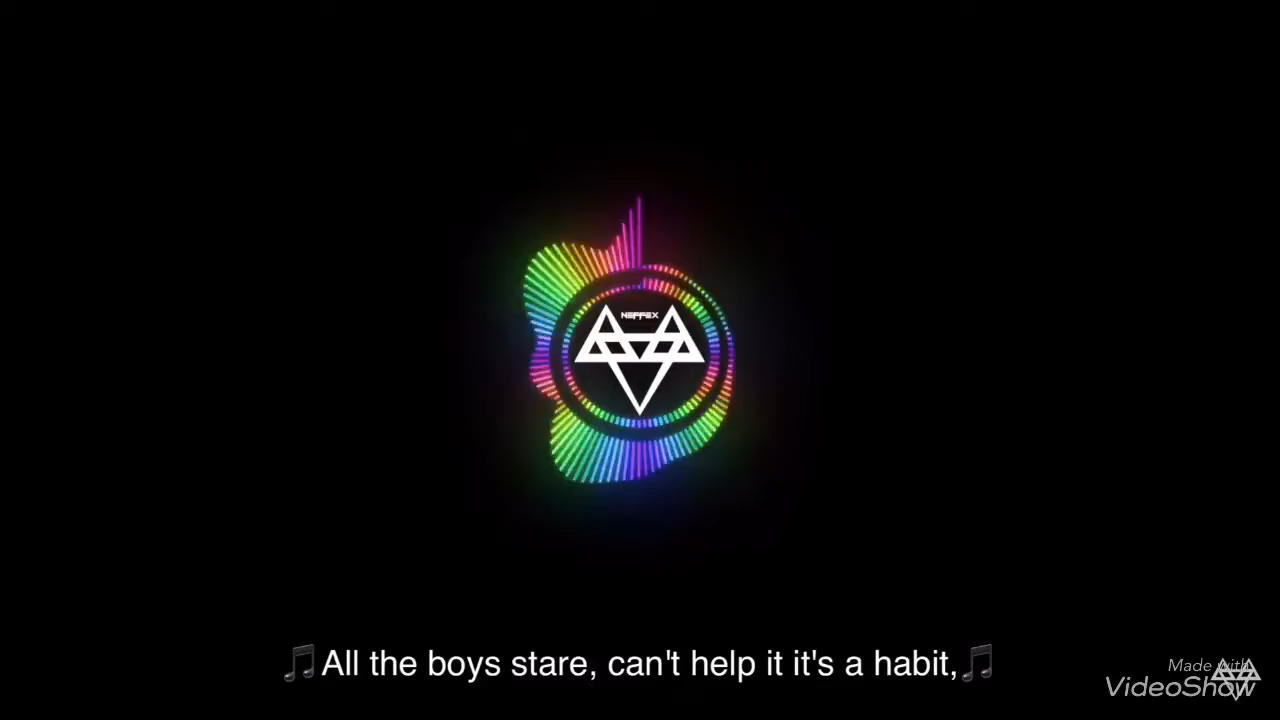 NEFFEX
🎵All the boys stare, can't help it it's a habit,🎵
Made with
VideoShow